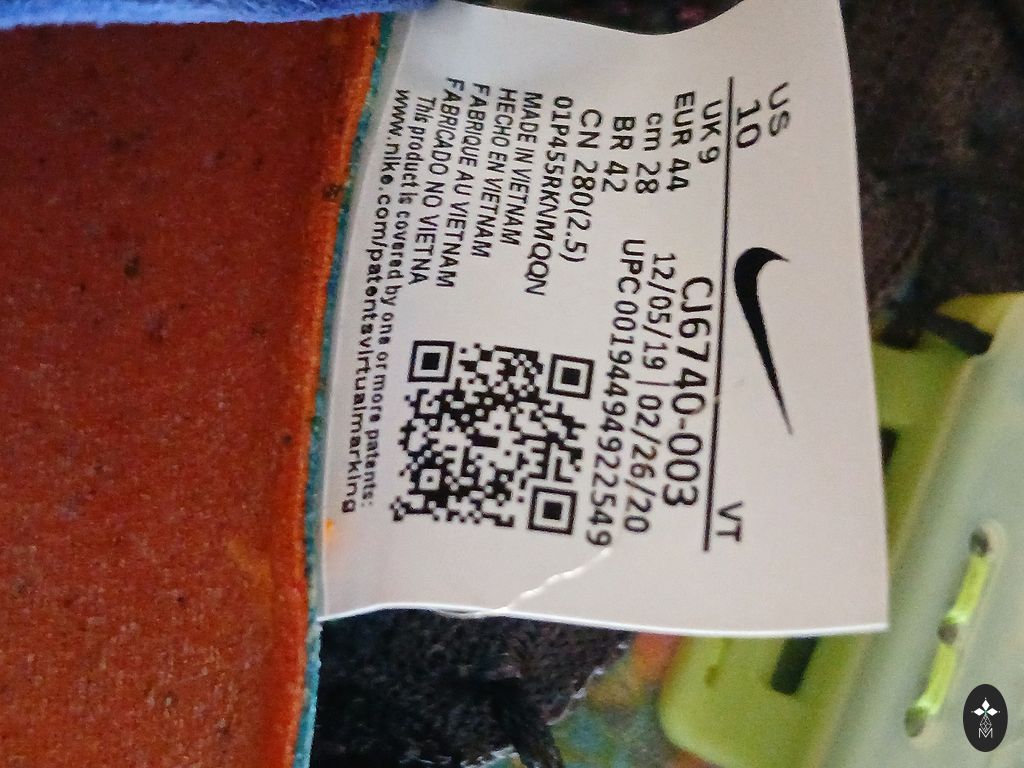 US
10
VT
UK 9
EUR 44
cm 28
BR 42
CN 280(2.5)
CJ6740-003
12/05/19 | 02/26/20
UPC 00194494922549
01P455RKNMQQN
MADE IN VIETNAM
HECHO EN VIETNAM
FABRIQUE AU VIETNAM
FABRICADO NO VIETNA
This product is covered by one or more patents:
www.nike.com/patentsvirtualmarking
M